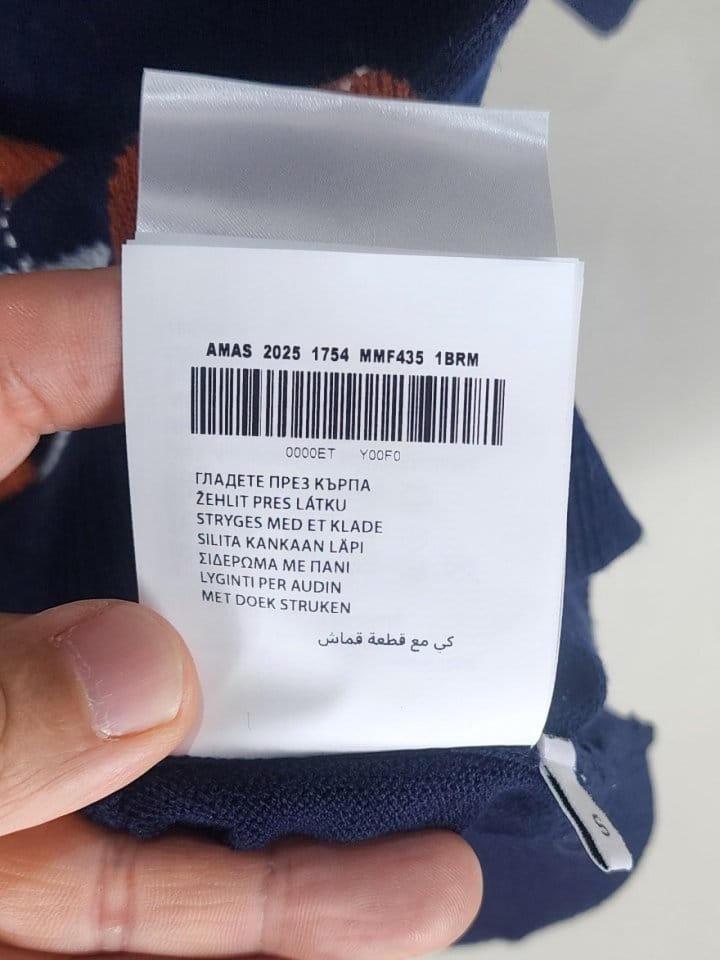 AMAS 2025 1754 MMF435 1BRM
0000ET Y00F0
ГЛАДЕТЕ ПРЕЗ КЪРПА
ŽEHLIT PRES LÁTKU
STRYGES MED ET KLADE
SILITA KANKAAN LÄPI
ΣΙΔΕΡΩΜΑ ΜΕ ΠΑΝΙ
LYGINTI PER AUDIN
MET DOEK STRUKEN
كي مع قطعة قماش
S